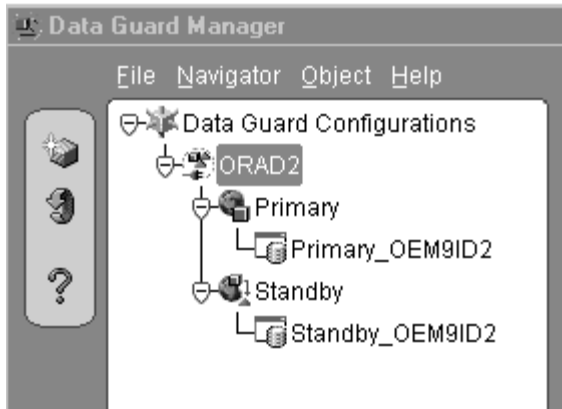 Data Guard Manager
File Navigator Object Help
Data Guard Configurations
ORAD2
Primary
Primary_OEM9ID2
Standby
Standby_OEM9ID2
?